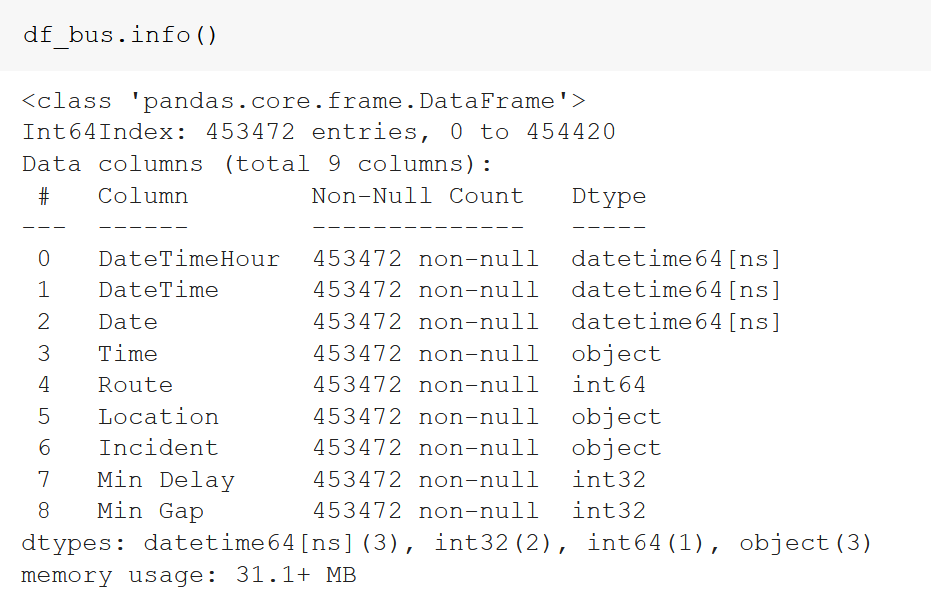 df_bus.info()
<class 'pandas.core.frame.DataFrame'>
Int64Index: 453472 entries, 0 to 454420
Data columns (total 9 columns):
 #   Column        Non-Null Count   Dtype
---  ------        --------------   -----
 0   DateTimeHour  453472 non-null  datetime64[ns]
 1   DateTime      453472 non-null  datetime64[ns]
 2   Date          453472 non-null  datetime64[ns]
 3   Time          453472 non-null  object
 4   Route         453472 non-null  int64
 5   Location      453472 non-null  object
 6   Incident      453472 non-null  object
 7   Min Delay     453472 non-null  int32
 8   Min Gap       453472 non-null  int32
dtypes: datetime64[ns](3), int32(2), int64(1), object(3)
memory usage: 31.1+ MB